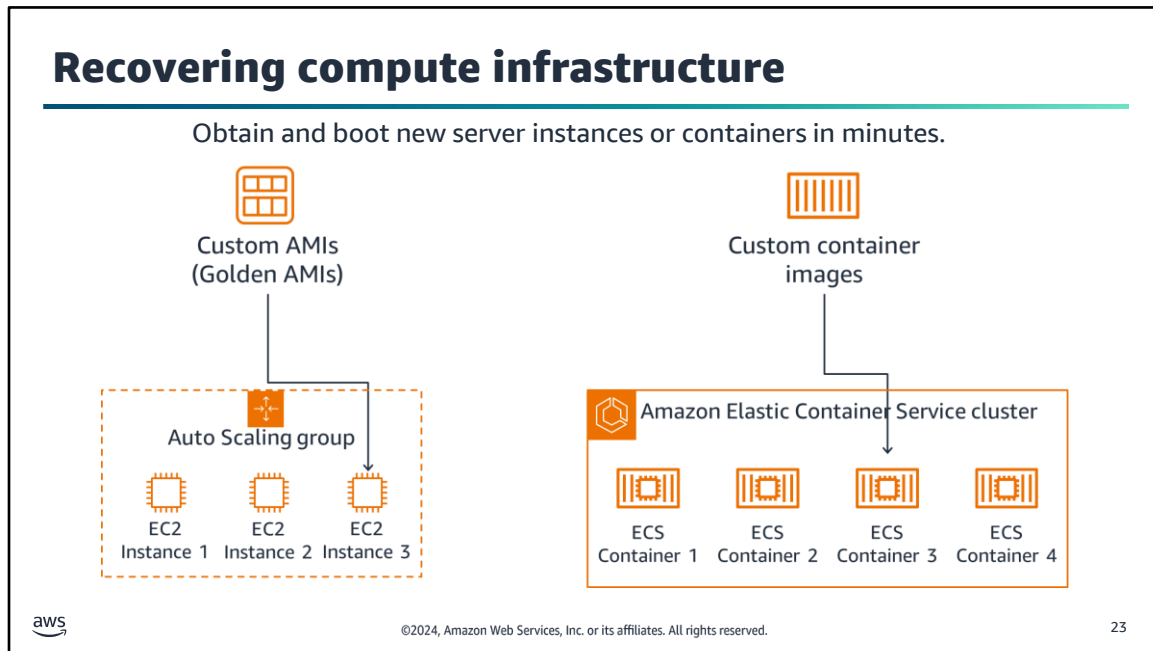 Recovering compute infrastructure
Obtain and boot new server instances or containers in minutes.
Custom AMIs
(Golden AMIs)
Custom container
images
Auto Scaling group
EC2
Instance 1
EC2
Instance 2
EC2
Instance 3
Amazon Elastic Container Service cluster
ECS
Container 1
ECS
Container 2
ECS
Container 3
ECS
Container 4
aws
©2024, Amazon Web Services, Inc. or its affiliates. All rights reserved.
23